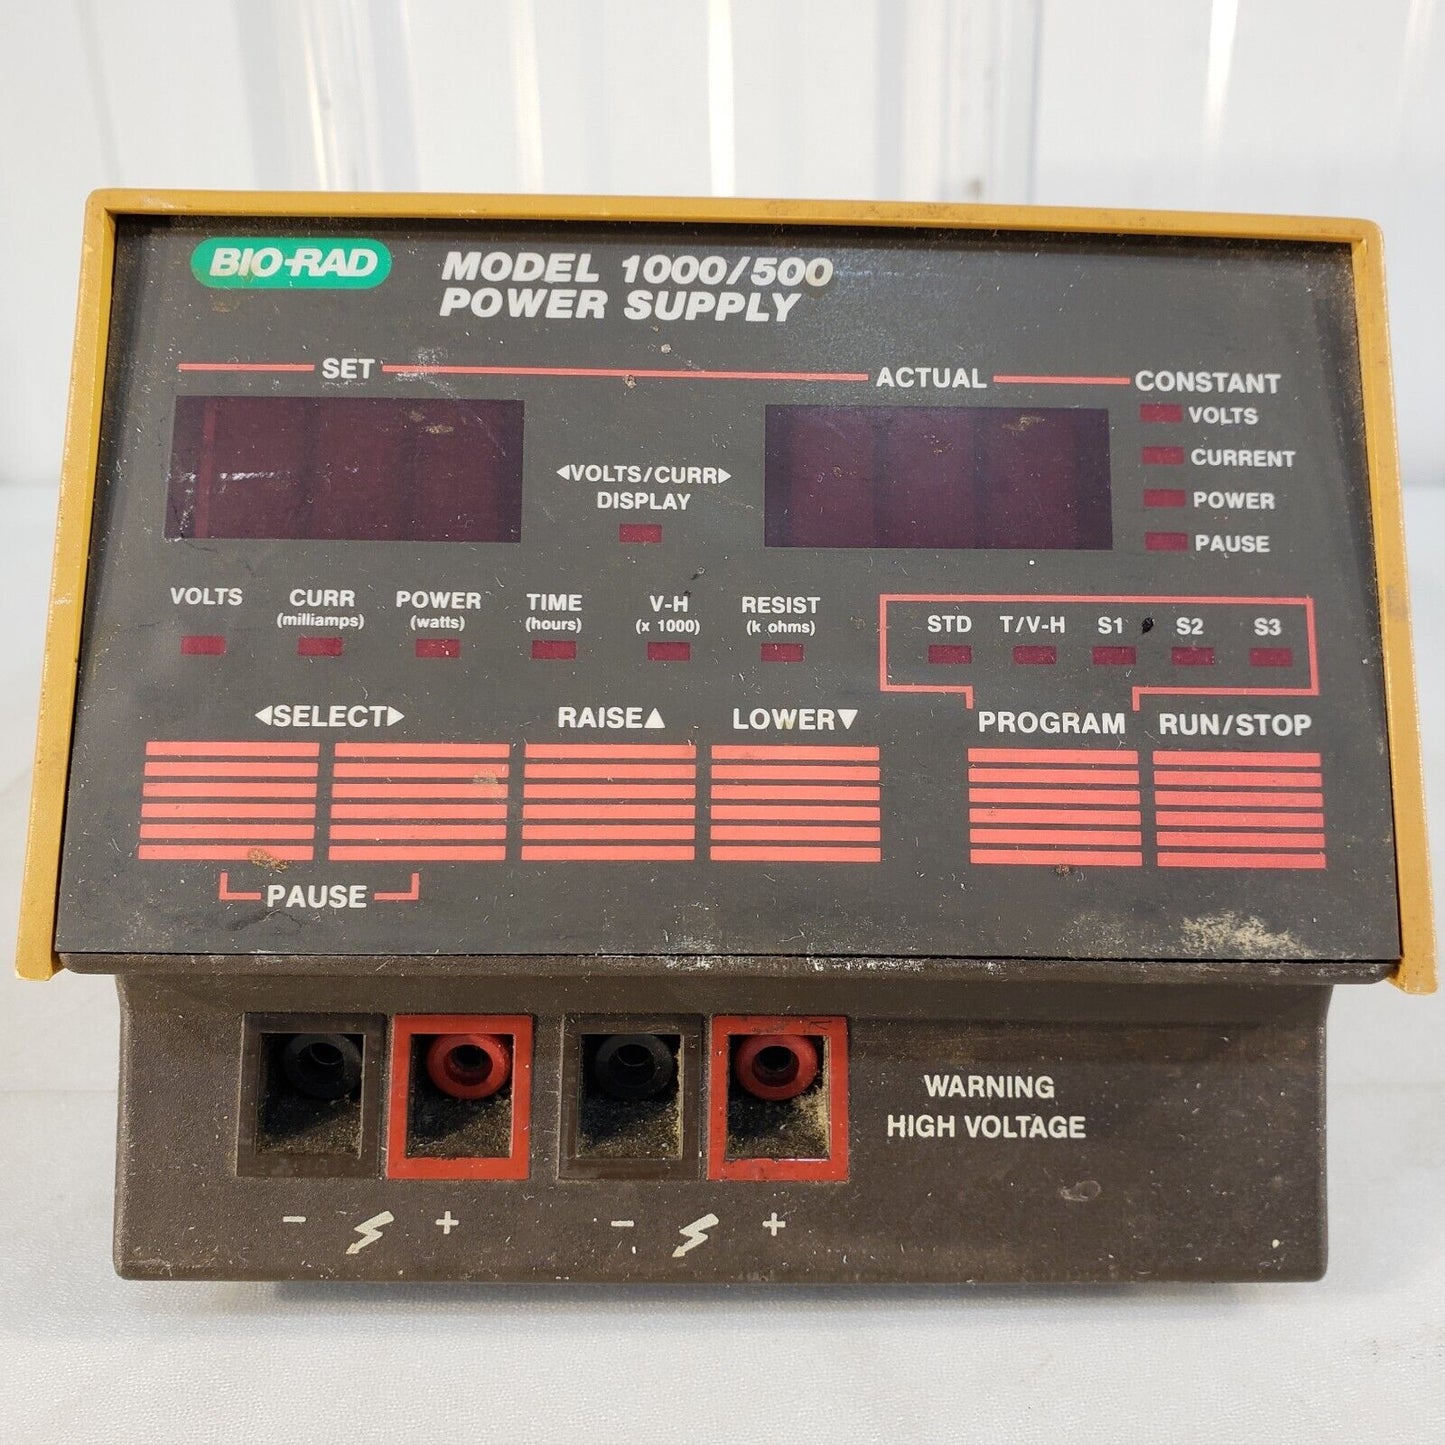 BIO-RAD
MODEL 1000/500
POWER SUPPLY
SET
ACTUAL
CONSTANT
VOLTS
CURRENT
POWER
PAUSE
◀VOLTS/CURR▶
DISPLAY
VOLTS
CURR
(milliamps)
POWER
(watts)
TIME
(hours)
V-H
(x 1000)
RESIST
(k ohms)
STD T/V-H S1 S2 S3
◀SELECT▶ RAISE▲ LOWER▼ PROGRAM RUN/STOP
PAUSE
WARNING
HIGH VOLTAGE
− + − +